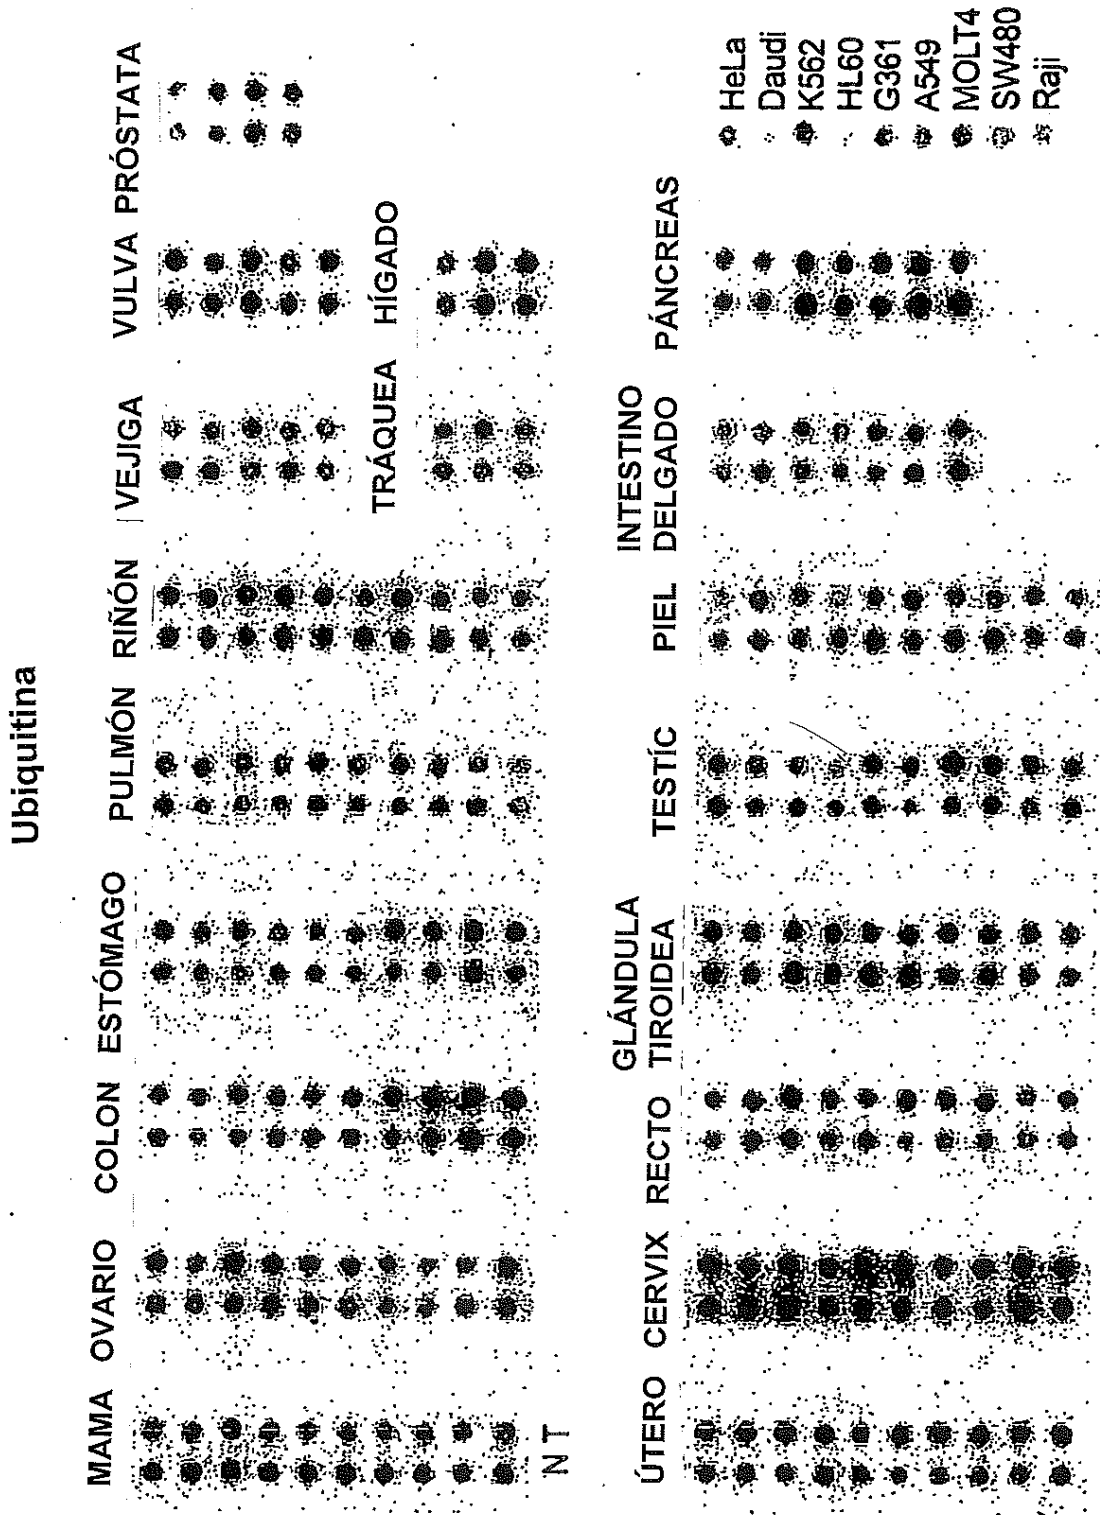 Ubiquitina
MAMA OVARIO COLON ESTÓMAGO PULMÓN RIÑÓN VEJIGA VULVA PRÓSTATA
TRÁQUEA HÍGADO
N T
ÚTERO CERVIX RECTO GLÁNDULA
TIROIDEA TESTÍC PIEL INTESTINO
DELGADO PÁNCREAS
HeLa
Daudi
K562
HL60
G361
A549
MOLT4
SW480
Raji